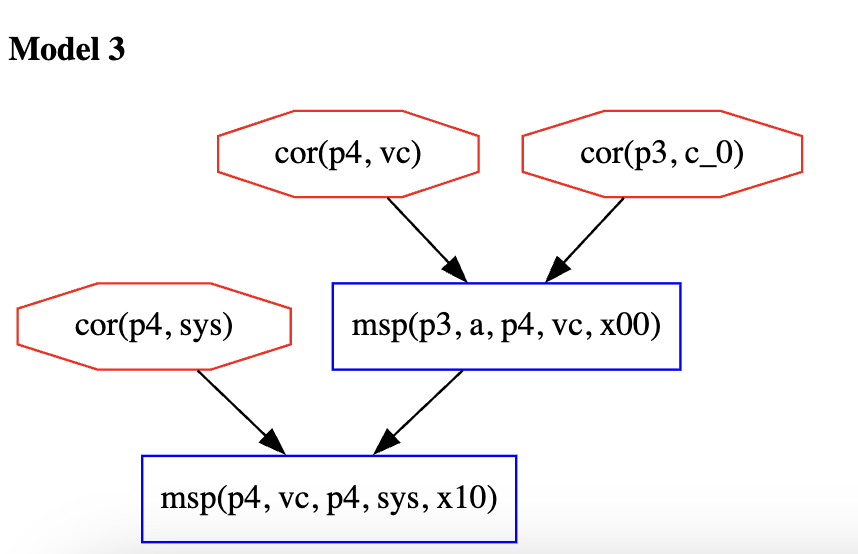 Model 3
cor(p4, vc)
cor(p3, c_0)
cor(p4, sys)
msp(p3, a, p4, vc, x00)
msp(p4, vc, p4, sys, x10)